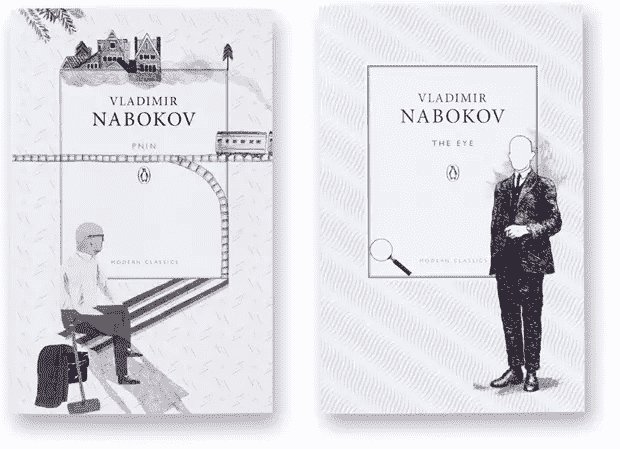 VLADIMIR
NABOKOV
PNIN
MODERN CLASSICS
VLADIMIR
NABOKOV
THE EYE
MODERN CLASSICS